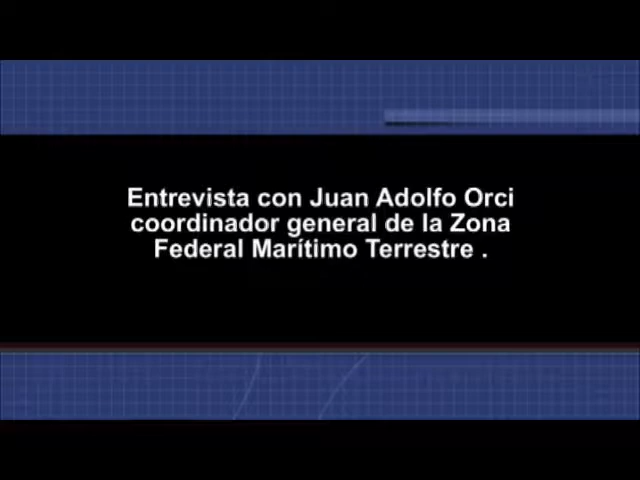 Entrevista con Juan Adolfo Orci
coordinador general de la Zona
Federal Marítimo Terrestre .